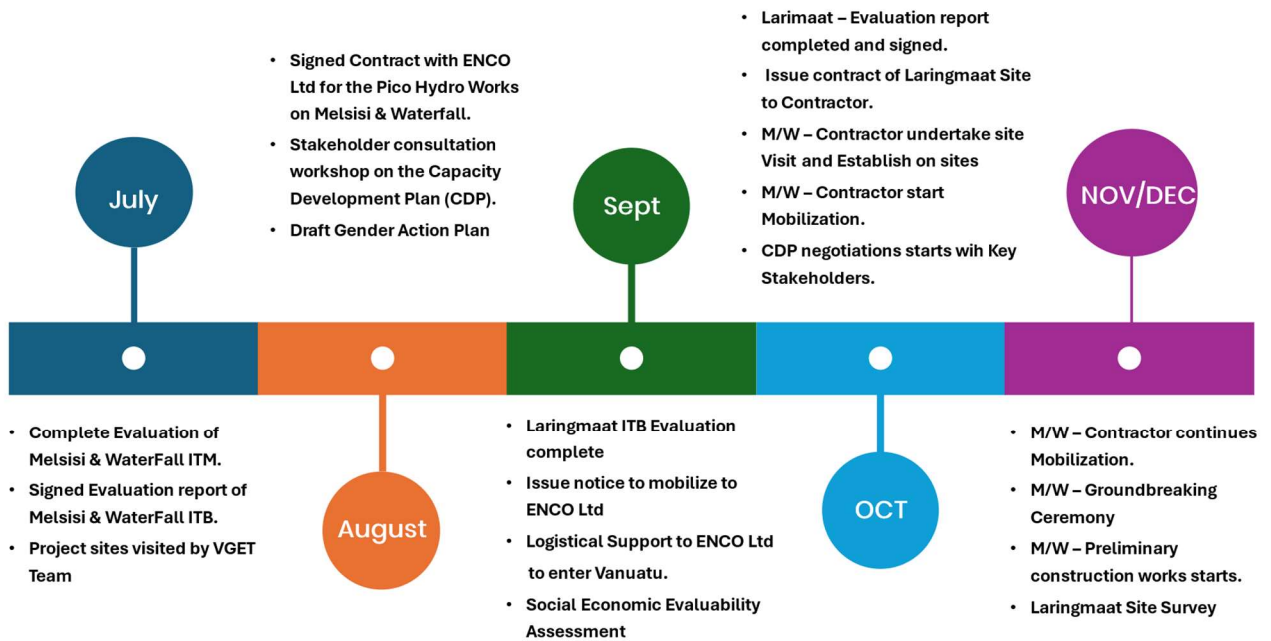 July
• Complete Evaluation of
Melsisi & WaterFall ITM.
• Signed Evaluation report of
Melsisi & WaterFall ITB.
• Project sites visited by VGET
Team
• Signed Contract with ENCO
Ltd for the Pico Hydro Works
on Melsisi & Waterfall.
• Stakeholder consultation
workshop on the Capacity
Development Plan (CDP).
• Draft Gender Action Plan
August
Sept
• Laringmaat ITB Evaluation
complete
• Issue notice to mobilize to
ENCO Ltd
• Logistical Support to ENCO Ltd
to enter Vanuatu.
• Social Economic Evaluability
Assessment
• Larimaat – Evaluation report
completed and signed.
• Issue contract of Laringmaat Site
to Contractor.
• M/W – Contractor undertake site
Visit and Establish on sites
• M/W – Contractor start
Mobilization.
• CDP negotiations starts wih Key
Stakeholders.
OCT
NOV/DEC
• M/W – Contractor continues
Mobilization.
• M/W – Groundbreaking
Ceremony
• M/W – Preliminary
construction works starts.
• Laringmaat Site Survey